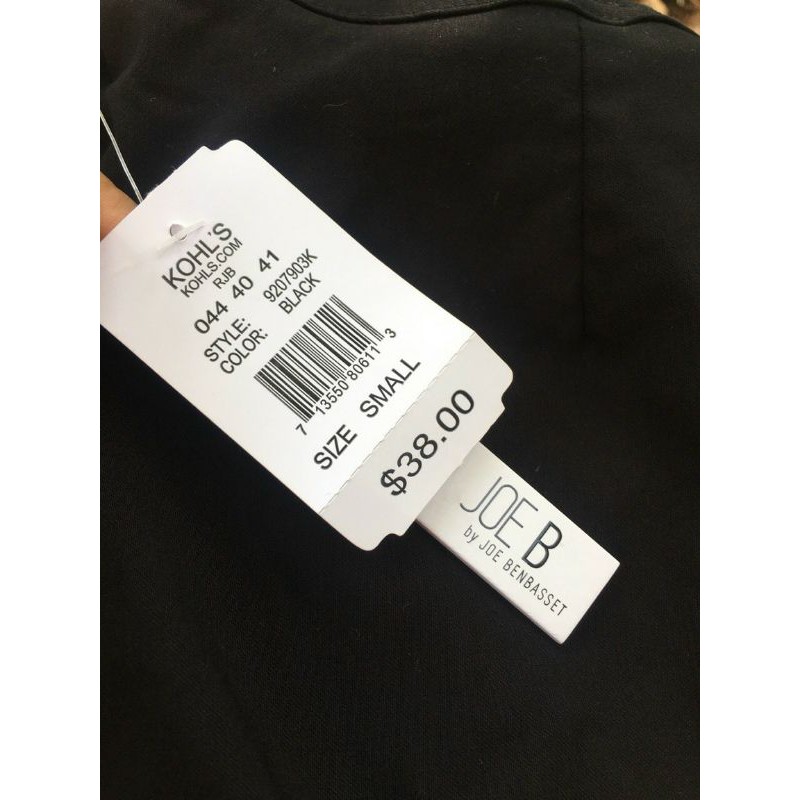 KOHL'S
KOHLS.COM
RJB
044 40 41
STYLE: 9207903K
COLOR: BLACK
7 13550 80611 3
SIZE SMALL
$38.00
JOE B
by JOE BENBASSET